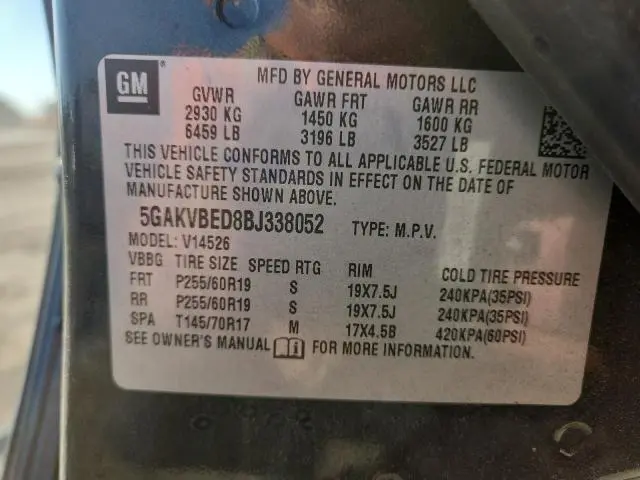 GM ®
MFD BY GENERAL MOTORS LLC
GVWR GAWR FRT GAWR RR
2930 KG 1450 KG 1600 KG
6459 LB 3196 LB 3527 LB
THIS VEHICLE CONFORMS TO ALL APPLICABLE U.S. FEDERAL MOTOR
VEHICLE SAFETY STANDARDS IN EFFECT ON THE DATE OF
MANUFACTURE SHOWN ABOVE.
5GAKVBED8BJ338052 TYPE: M.P.V.
MODEL: V14526
VBBG TIRE SIZE SPEED RTG RIM COLD TIRE PRESSURE
FRT P255/60R19 S 19X7.5J 240KPA(35PSI)
RR P255/60R19 S 19X7.5J 240KPA(35PSI)
SPA T145/70R17 M 17X4.5B 420KPA(60PSI)
SEE OWNER'S MANUAL FOR MORE INFORMATION.